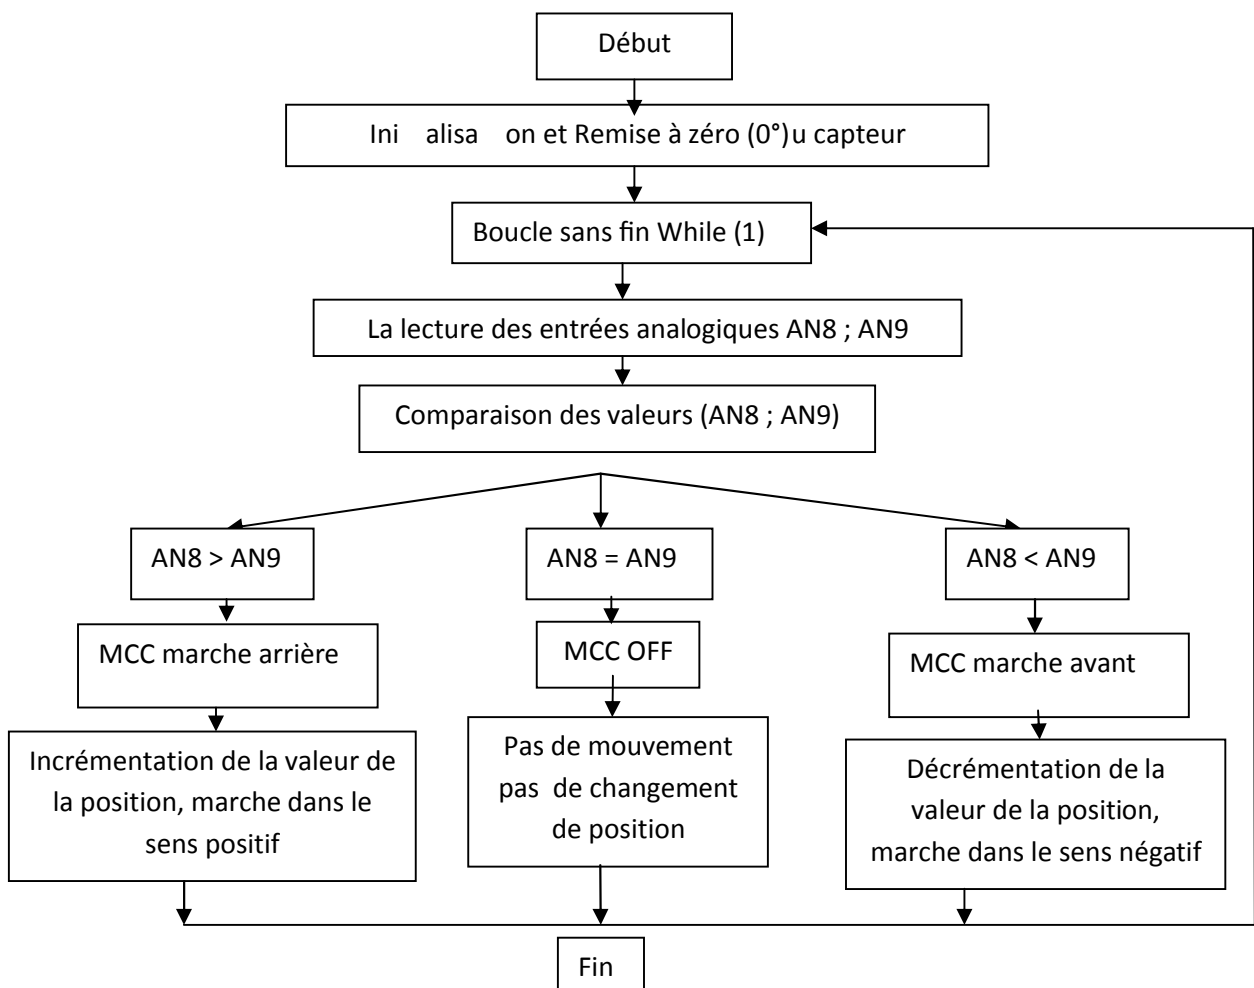 Début
Ini alisa on et Remise à zéro (0°)u capteur
Boucle sans fin While (1)
La lecture des entrées analogiques AN8 ; AN9
Comparaison des valeurs (AN8 ; AN9)
AN8 > AN9
AN8 = AN9
AN8 < AN9
MCC marche arrière
MCC OFF
MCC marche avant
Incrémentation de la valeur de
la position, marche dans le
sens positif
Pas de mouvement
pas de changement
de position
Décrémentation de la
valeur de la position,
marche dans le sens négatif
Fin